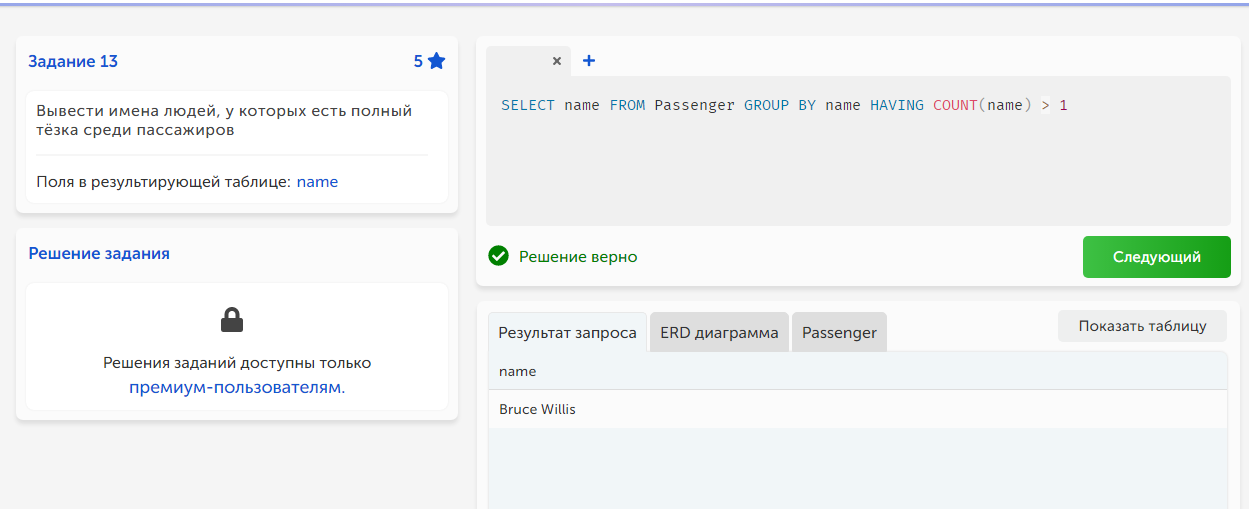 Задание 13
5
Вывести имена людей, у которых есть полный
тёзка среди пассажиров
Поля в результирующей таблице: name
Решение задания
Решения заданий доступны только
премиум-пользователям.
× +
SELECT name FROM Passenger GROUP BY name HAVING COUNT(name) > 1
Решение верно
Следующий
Результат запроса
ERD диаграмма
Passenger
Показать таблицу
name
Bruce Willis